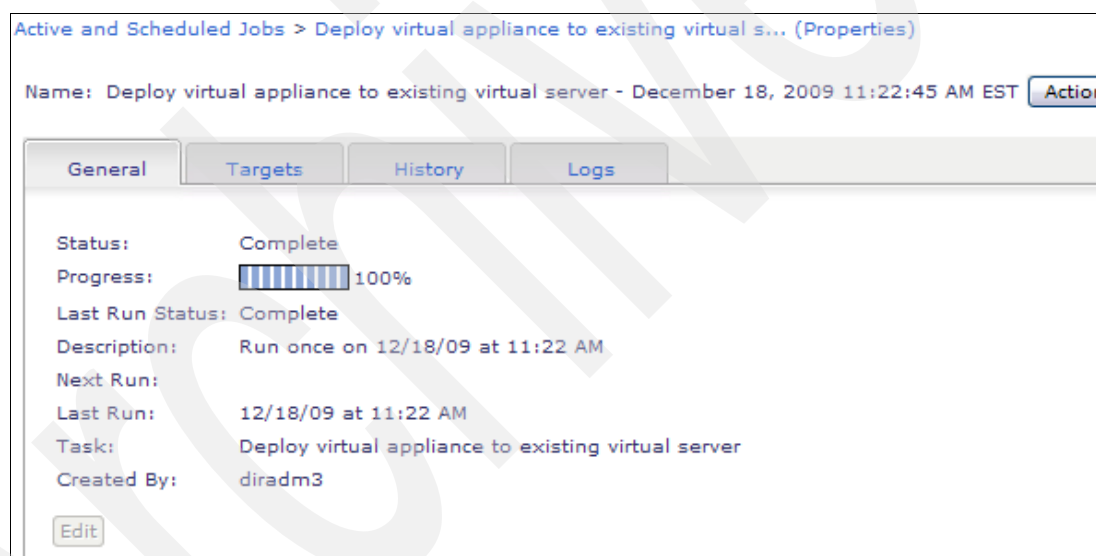 Active and Scheduled Jobs > Deploy virtual appliance to existing virtual s... (Properties)
Name: Deploy virtual appliance to existing virtual server - December 18, 2009 11:22:45 AM EST Action
General Targets History Logs
Status: Complete
Progress: 100%
Last Run Status: Complete
Description: Run once on 12/18/09 at 11:22 AM
Next Run:
Last Run: 12/18/09 at 11:22 AM
Task: Deploy virtual appliance to existing virtual server
Created By: diradm3
Edit